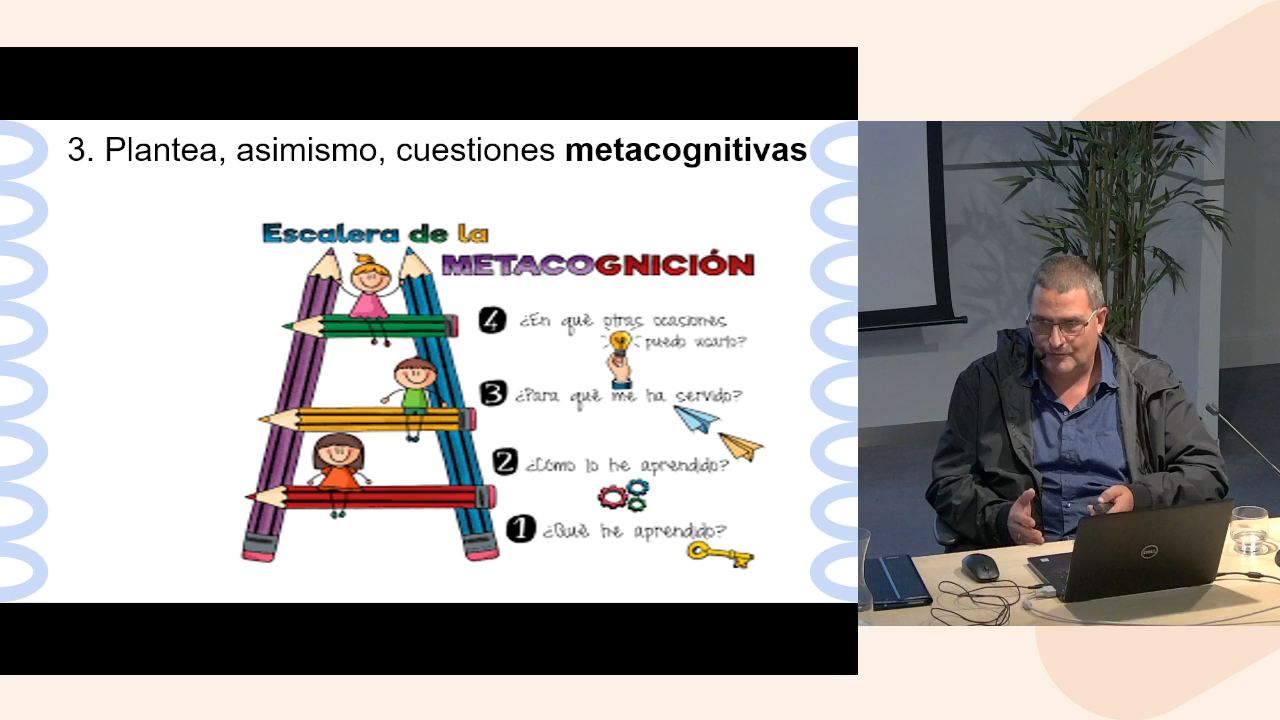 3. Plantea, asimismo, cuestiones metacognitivas
Escalera de la
METACOGNICIÓN
4 ¿En qué otras ocasiones
puedo usarlo?
3 ¿Para qué me ha servido?
2 ¿Cómo lo he aprendido?
1 ¿Qué he aprendido?
DELL